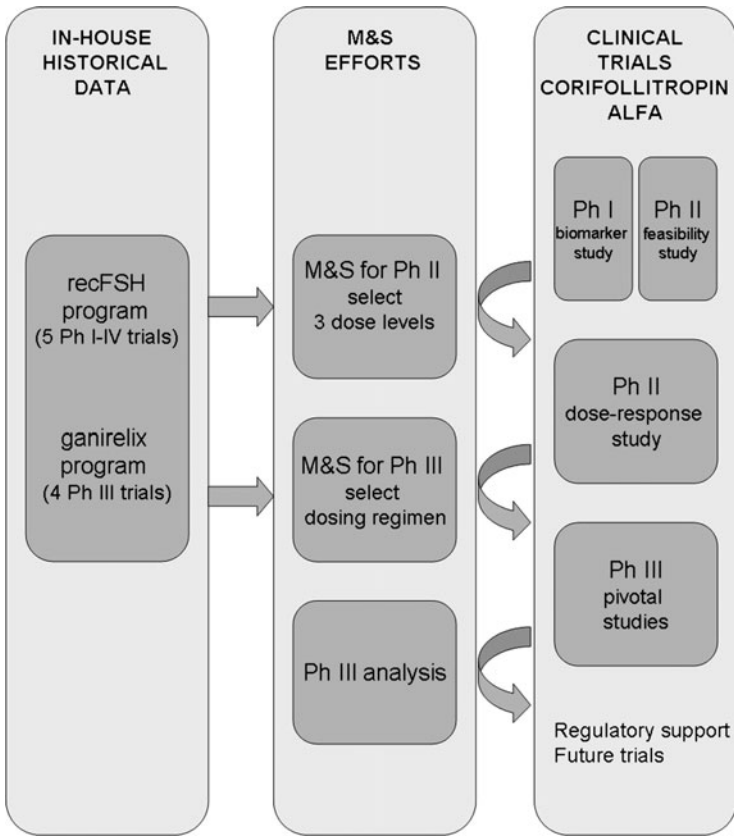 IN-HOUSE
HISTORICAL
DATA
recFSH
program
(5 Ph I-IV trials)
ganirelix
program
(4 Ph III trials)
M&S
EFFORTS
M&S for Ph II
select
3 dose levels
M&S for Ph III
select
dosing regimen
Ph III analysis
CLINICAL
TRIALS
CORIFOLLITROPIN
ALFA
Ph I
biomarker
study
Ph II
feasibility
study
Ph II
dose-response
study
Ph III
pivotal
studies
Regulatory support
Future trials